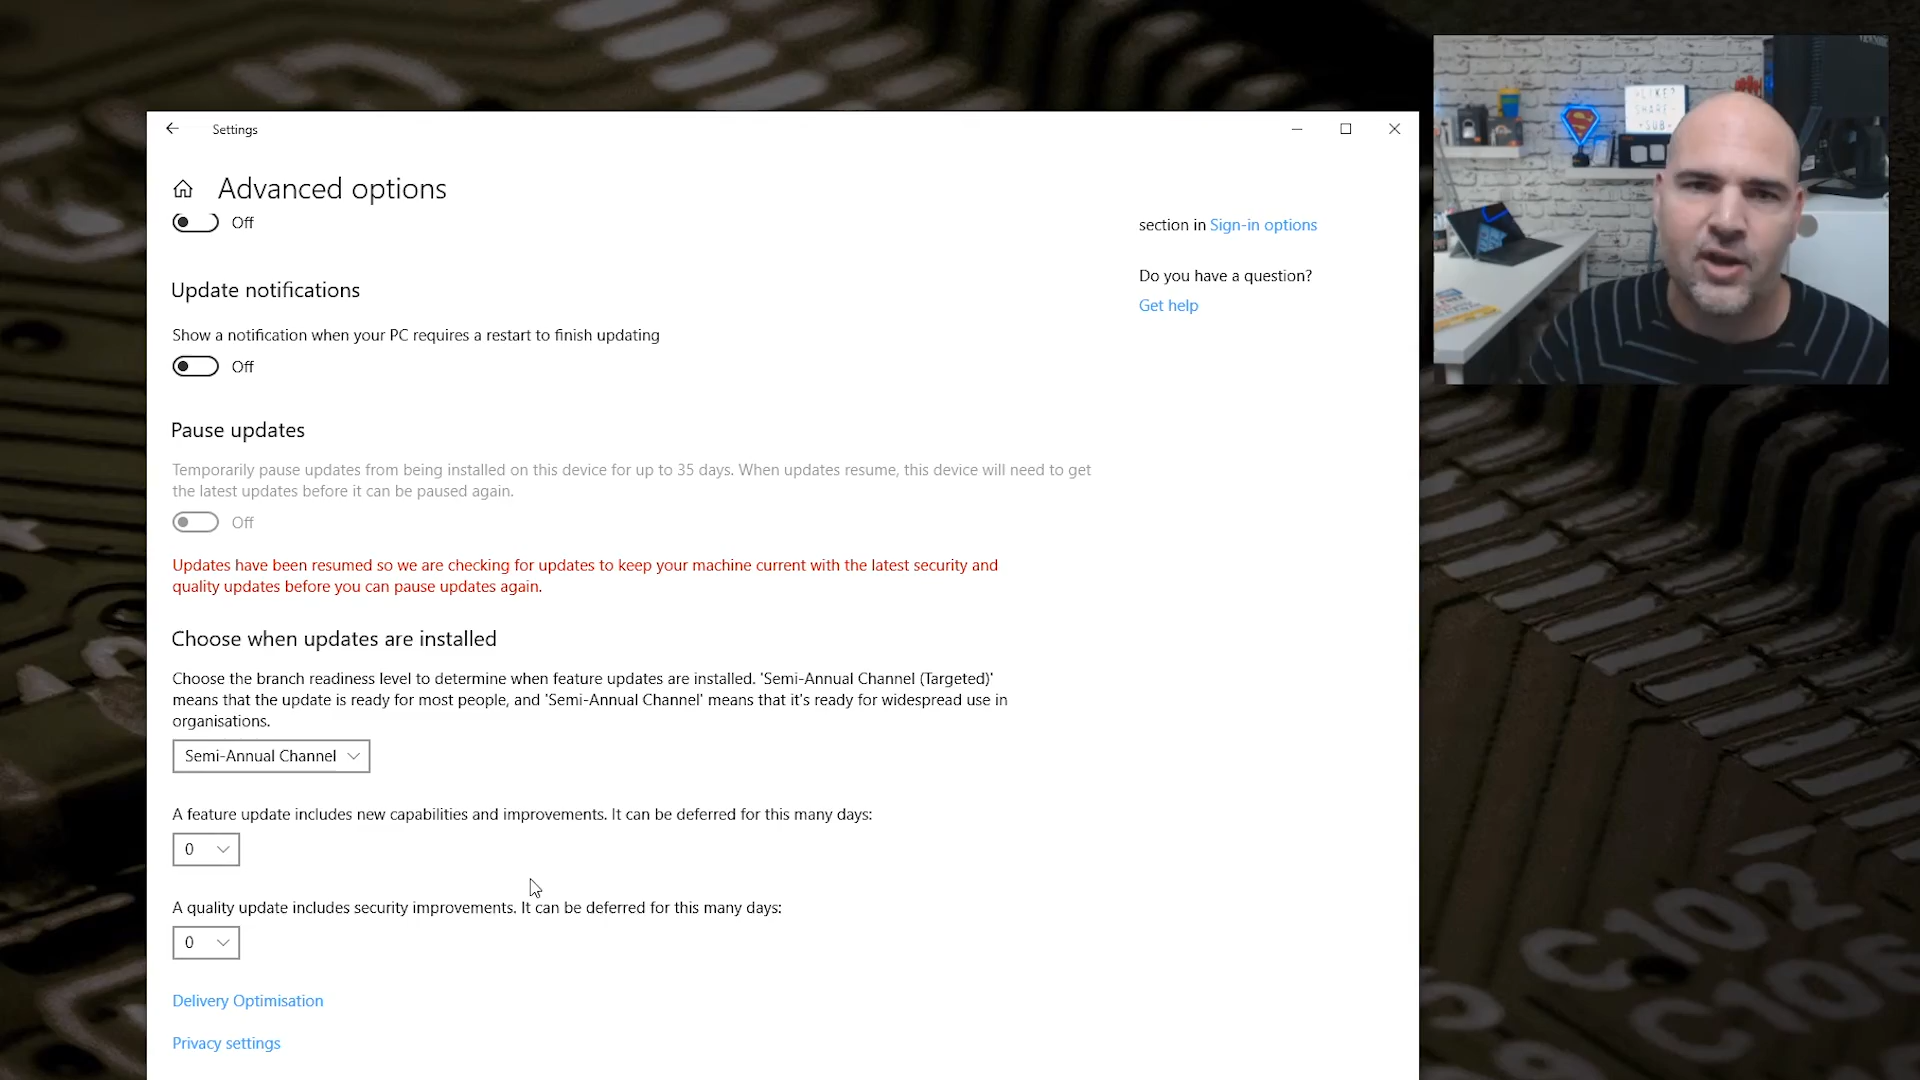 Settings
Advanced options
Off
section in Sign-in options
Do you have a question?
Get help
Update notifications
Show a notification when your PC requires a restart to finish updating
Off
Pause updates
Temporarily pause updates from being installed on this device for up to 35 days. When updates resume, this device will need to get
the latest updates before it can be paused again.
Off
Updates have been resumed so we are checking for updates to keep your machine current with the latest security and
quality updates before you can pause updates again.
Choose when updates are installed
Choose the branch readiness level to determine when feature updates are installed. 'Semi-Annual Channel (Targeted)'
means that the update is ready for most people, and 'Semi-Annual Channel' means that it's ready for widespread use in
organisations.
Semi-Annual Channel
A feature update includes new capabilities and improvements. It can be deferred for this many days:
0
A quality update includes security improvements. It can be deferred for this many days:
0
Delivery Optimisation
Privacy settings
LIKE?
SHARE
SUB
C102
C106